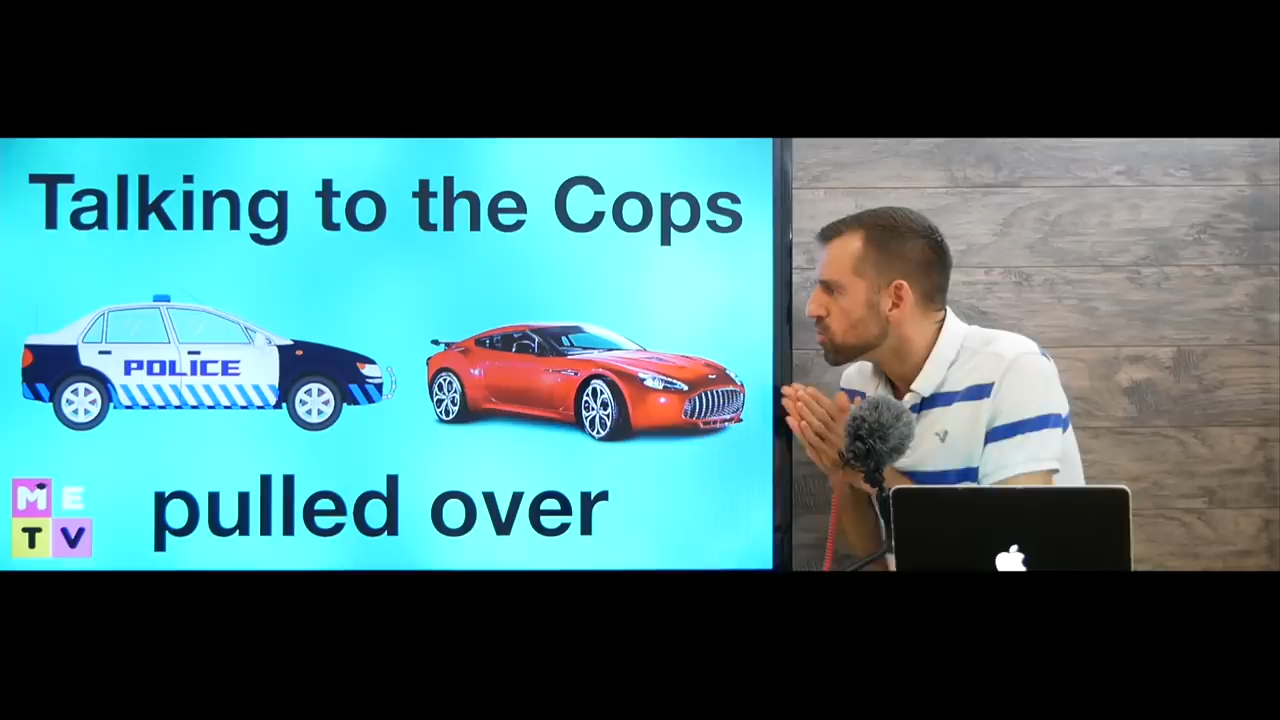 Talking to the Cops
POLICE
pulled over
M E
T V